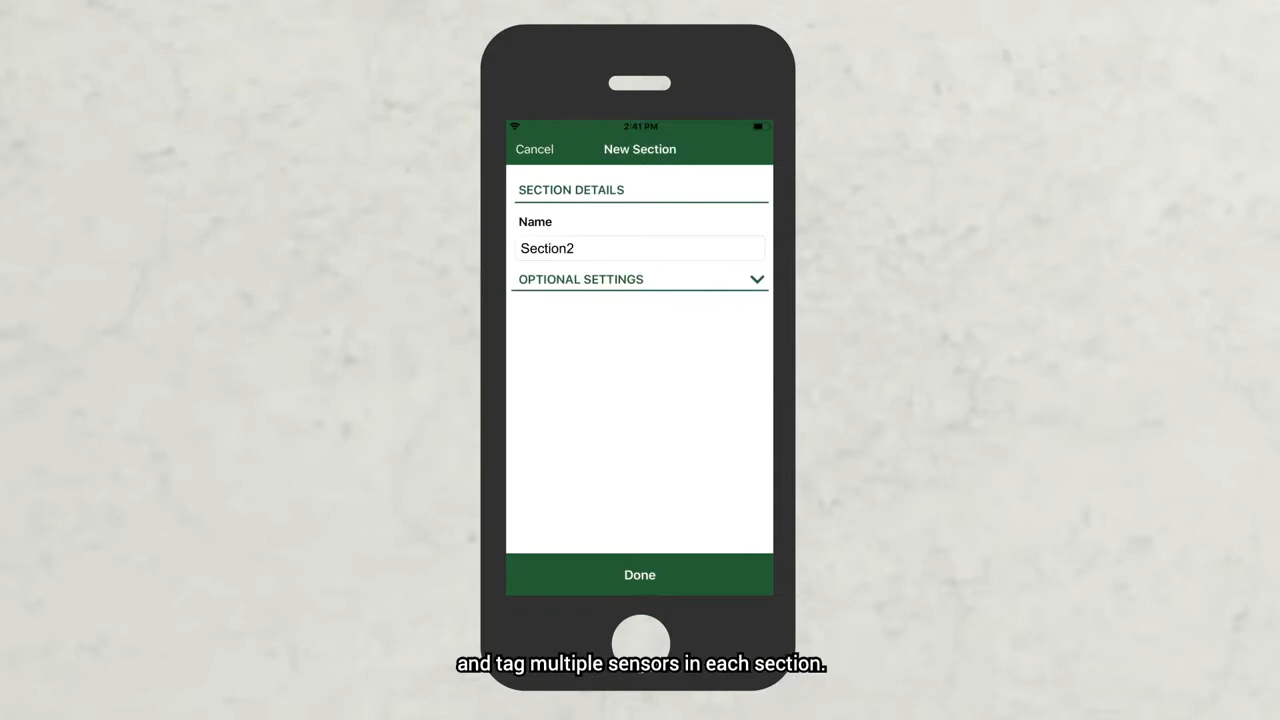 2:41 PM
Cancel New Section
SECTION DETAILS
Name
Section2
OPTIONAL SETTINGS
Done
and tag multiple sensors in each section.